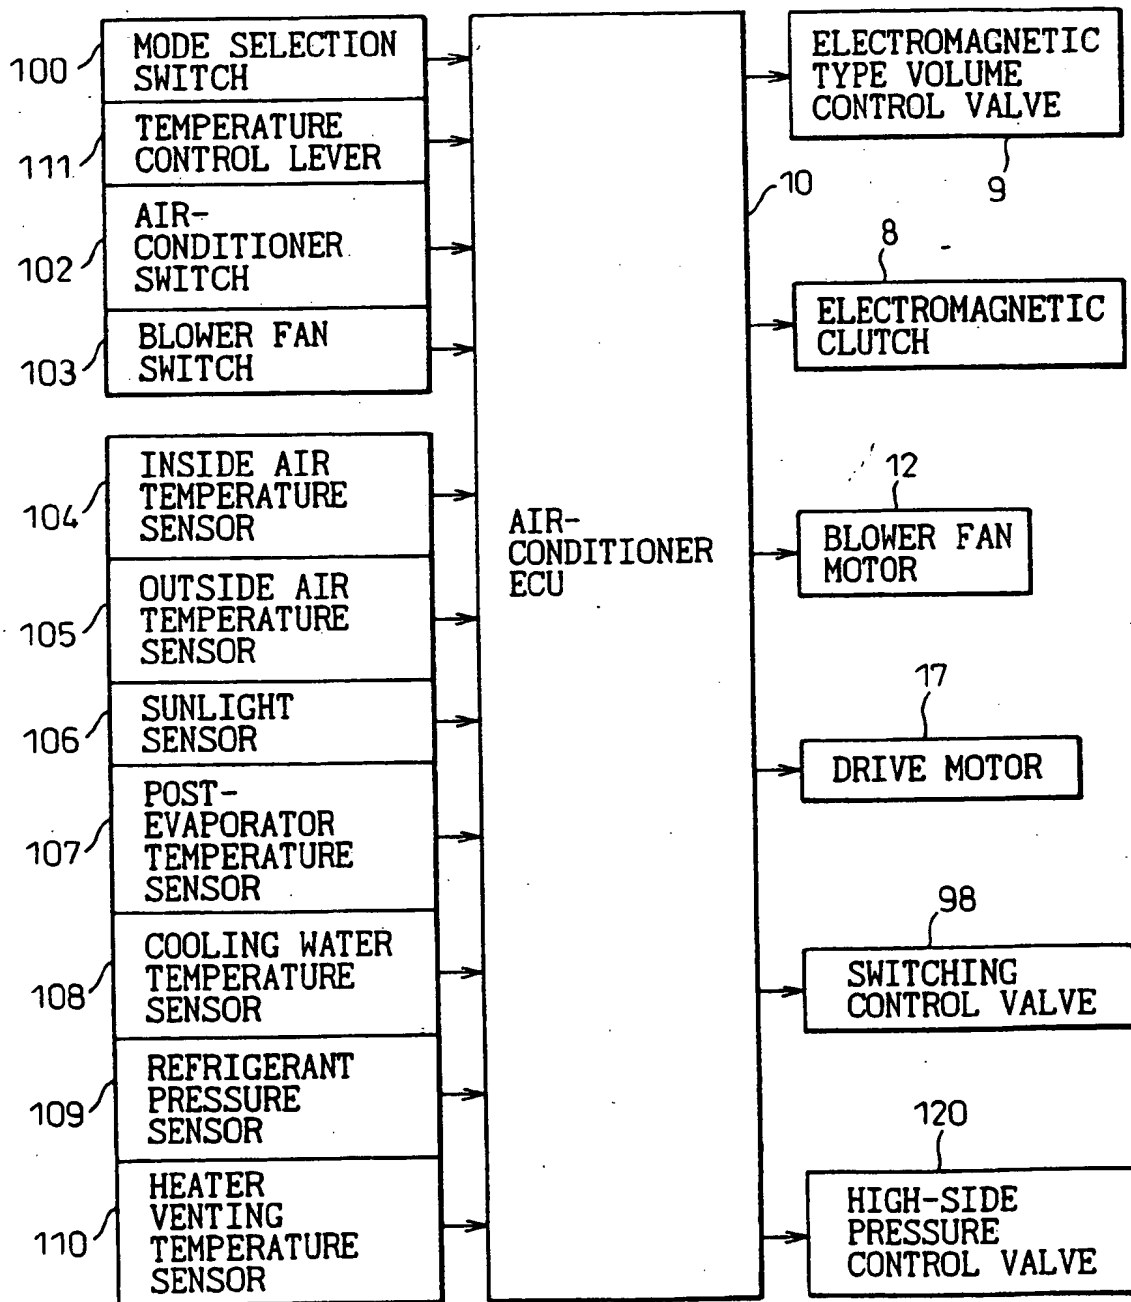 100
MODE SELECTION
SWITCH
111
TEMPERATURE
CONTROL LEVER
102
AIR-
CONDITIONER
SWITCH
103
BLOWER FAN
SWITCH
104
INSIDE AIR
TEMPERATURE
SENSOR
105
OUTSIDE AIR
TEMPERATURE
SENSOR
106
SUNLIGHT
SENSOR
107
POST-
EVAPORATOR
TEMPERATURE
SENSOR
108
COOLING WATER
TEMPERATURE
SENSOR
109
REFRIGERANT
PRESSURE
SENSOR
110
HEATER
VENTING
TEMPERATURE
SENSOR
10
AIR-
CONDITIONER
ECU
ELECTROMAGNETIC
TYPE VOLUME
CONTROL VALVE
9
8
ELECTROMAGNETIC
CLUTCH
12
BLOWER FAN
MOTOR
17
DRIVE MOTOR
98
SWITCHING
CONTROL VALVE
120
HIGH-SIDE
PRESSURE
CONTROL VALVE